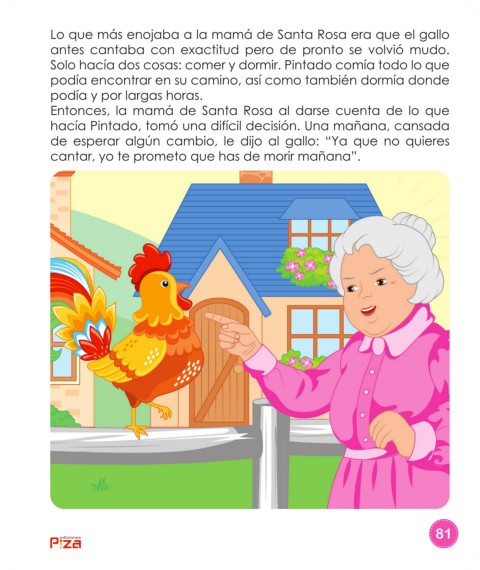 Lo que más enojaba a la mamá de Santa Rosa era que el gallo
antes cantaba con exactitud pero de pronto se volvió mudo.
Solo hacía dos cosas: comer y dormir. Pintado comía todo lo que
podía encontrar en su camino, así como también dormía donde
podía y por largas horas.
Entonces, la mamá de Santa Rosa al darse cuenta de lo que
hacía Pintado, tomó una difícil decisión. Una mañana, cansada
de esperar algún cambio, le dijo al gallo: “Ya que no quieres
cantar, yo te prometo que has de morir mañana”.
ediciones
Piza
81